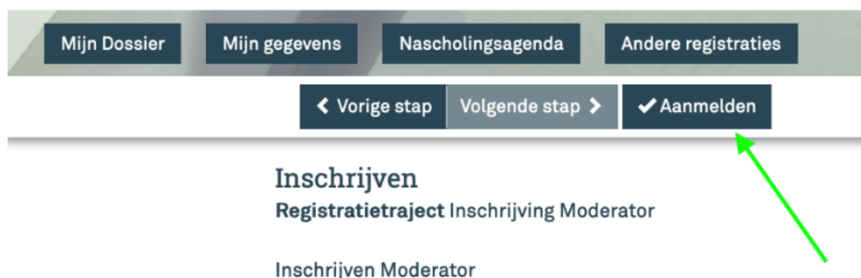 Mijn Dossier Mijn gegevens Nascholingsagenda Andere registraties
Vorige stap Volgende stap Aanmelden
Inschrijven
Registratietraject Inschrijving Moderator
Inschrijven Moderator